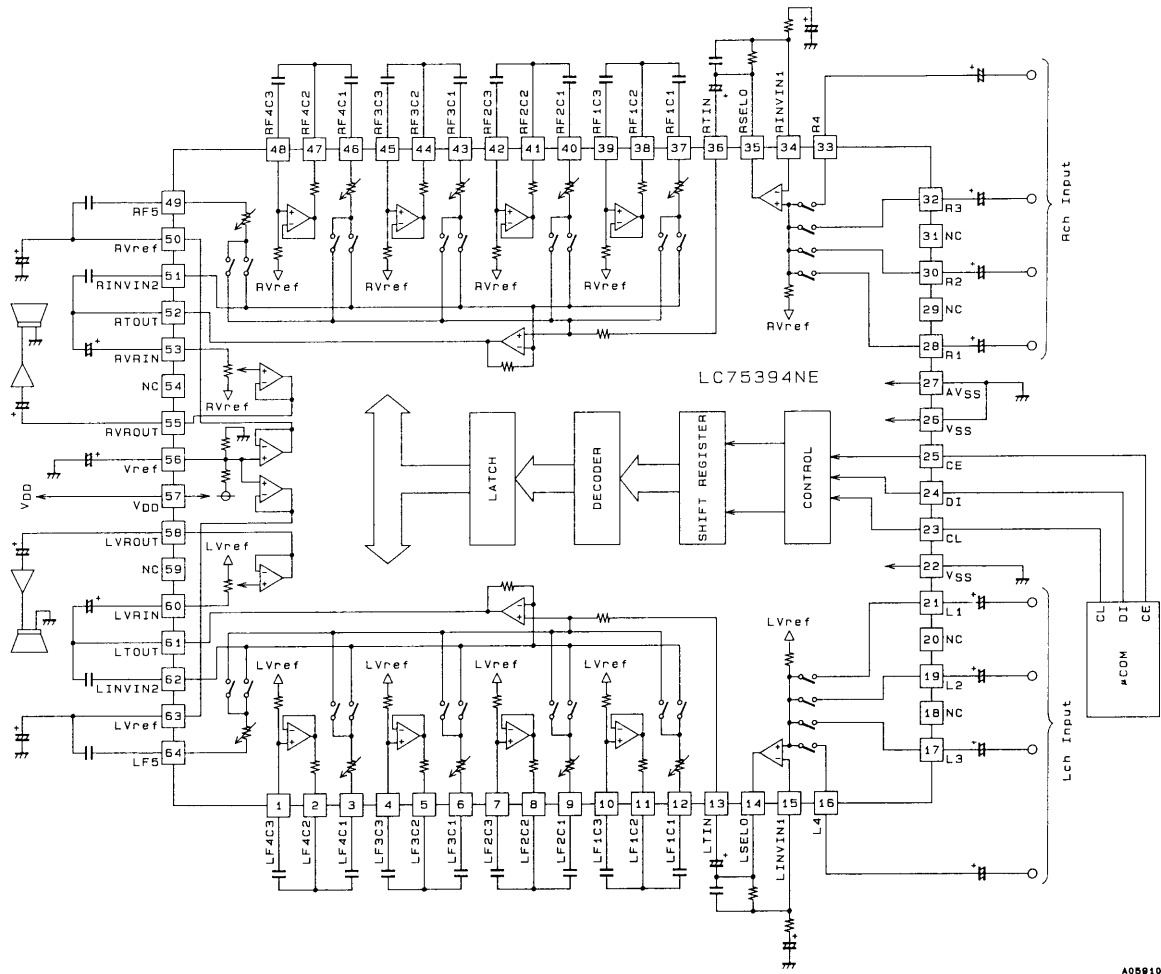 RF4C3
RF4C2
RF4C1
RF3C3
RF3C2
RF3C1
RF2C3
RF2C2
RF2C1
RF1C3
RF1C2
RF1C1
RTIN
RSELO
RINVIN1
R4
48
47
46
45
44
43
42
41
40
39
38
37
36
35
34
33
49
RF5
50
RVref
51
RINVIN2
52
RTOUT
53
RVRIN
NC
54
55
RVROUT
Vref
56
VDD
57
VDD
58
LVROUT
NC
59
60
LVRIN
61
LTOUT
62
LINVIN2
63
LVref
64
LF5
RVref
RVref
RVref
RVref
RVref
RVref
LVref
LC75394NE
LATCH
DECODER
SHIFT REGISTER
CONTROL
32
R3
31
NC
30
R2
29
NC
28
R1
27
AVSS
26
VSS
25
CE
24
DI
23
CL
22
VSS
21
L1
20
NC
19
L2
18
NC
17
L3
Rch Input
Lch Input
CL
DI
CE
µCOM
LVref
LVref
LVref
LVref
LVref
1
2
3
4
5
6
7
8
9
10
11
12
13
14
15
16
LF4C3
LF4C2
LF4C1
LF3C3
LF3C2
LF3C1
LF2C3
LF2C2
LF2C1
LF1C3
LF1C2
LF1C1
LTIN
LSELO
LINVIN1
L4
A05910